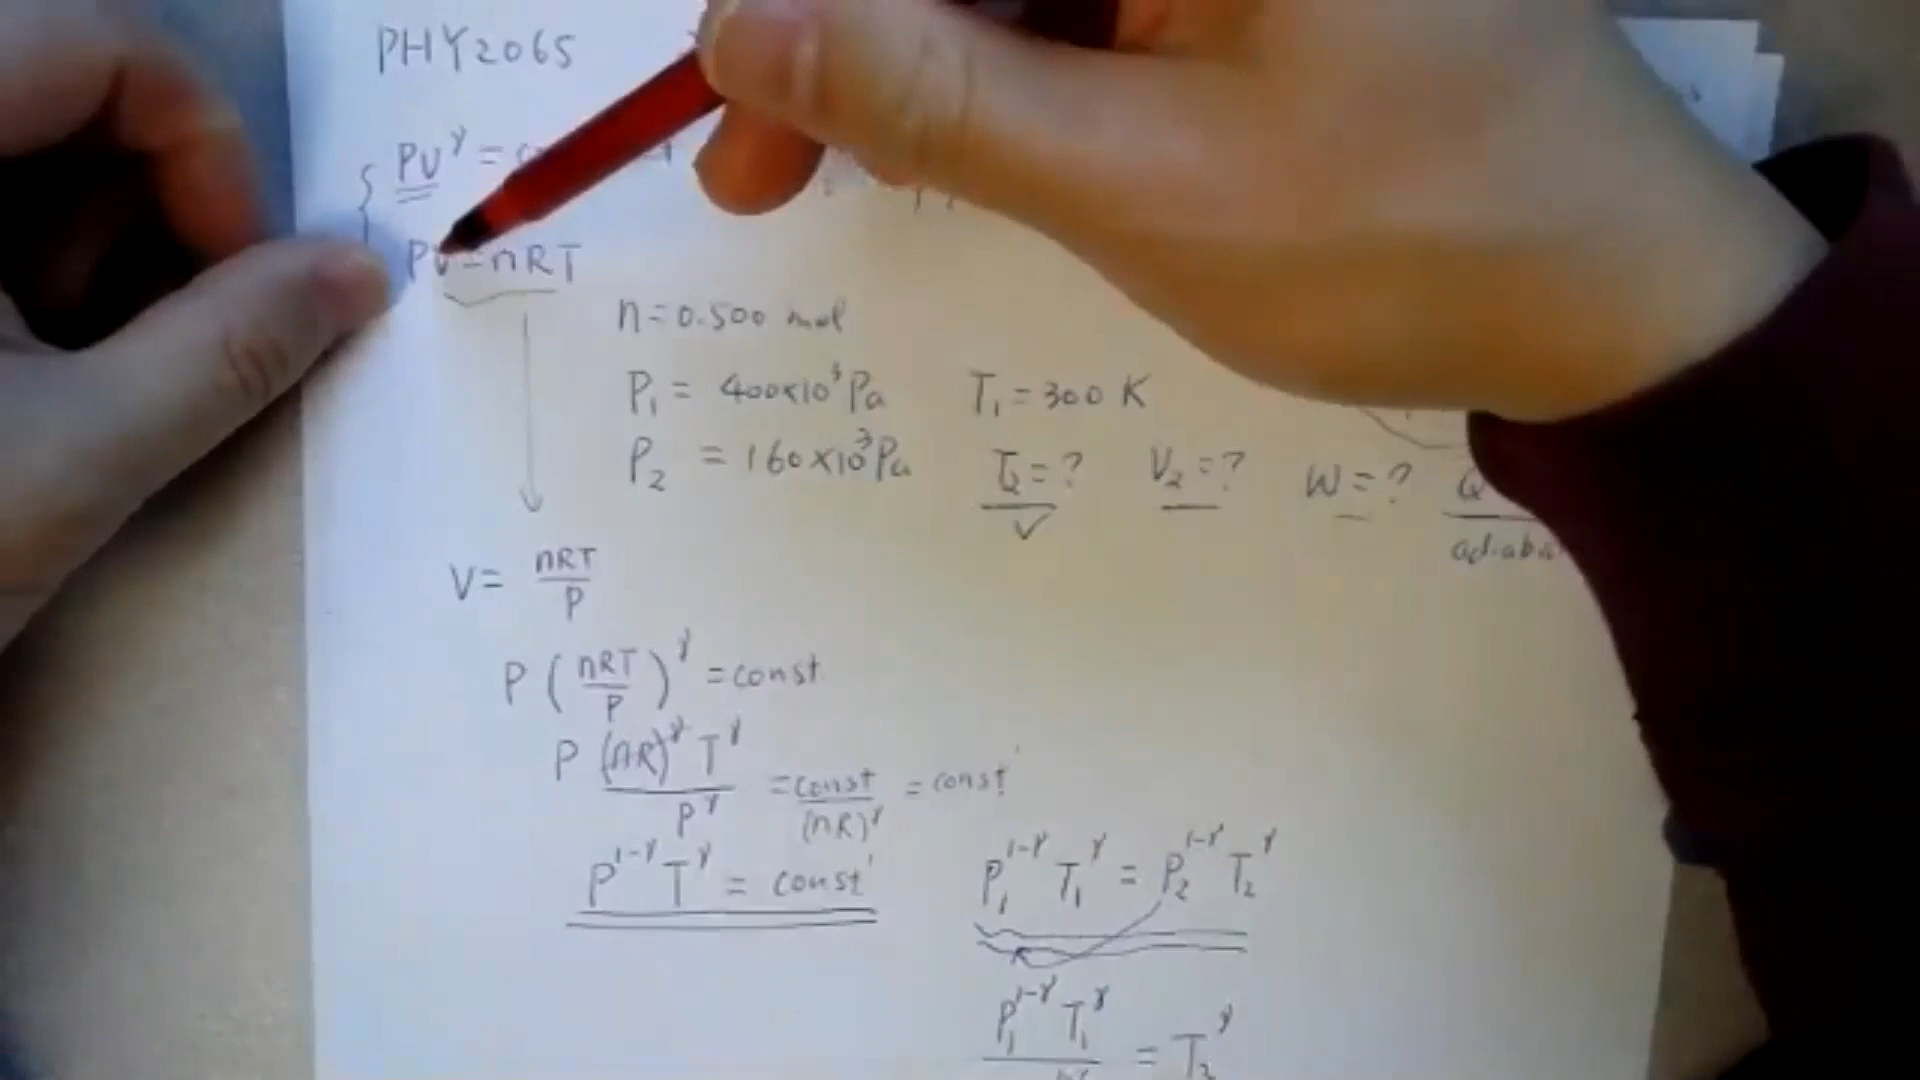 PHY2065
PV^γ =
PV = nRT
n = 0.500 mol
P₁ = 400×10³ Pa T₁ = 300 K
P₂ = 160×10³ Pa T₂ = ? V₂ = ? W = ? Q
V = nRT/P
P (nRT/P)^γ = const
P (nR)^γ T^γ / P^γ = const/(nR)^γ = const'
P^(1-γ) T^γ = const' P₁^(1-γ) T₁^γ = P₂^(1-γ) T₂^γ
P₁^(1-γ) T₁^γ = T₂^γ